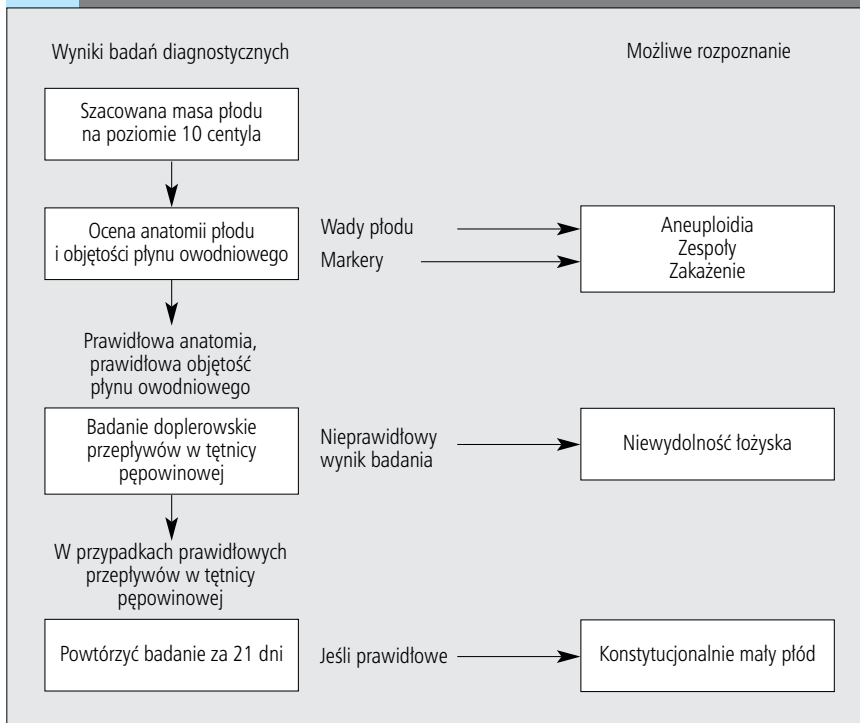 Wyniki badań diagnostycznych
Możliwe rozpoznanie
Szacowana masa płodu
na poziomie 10 centyla
Ocena anatomii płodu
i objętości płynu owodniowego
Wady płodu
Markery
Aneuploidia
Zespoły
Zakażenie
Prawidłowa anatomia,
prawidłowa objętość
płynu owodniowego
Badanie doplerowskie
przepływów w tętnicy
pępowinowej
Nieprawidłowy
wynik badania
Niewydolność łożyska
W przypadkach prawidłowych
przepływów w tętnicy
pępowinowej
Powtórzyć badanie za 21 dni
Jeśli prawidłowe
Konstytucjonalnie mały płód